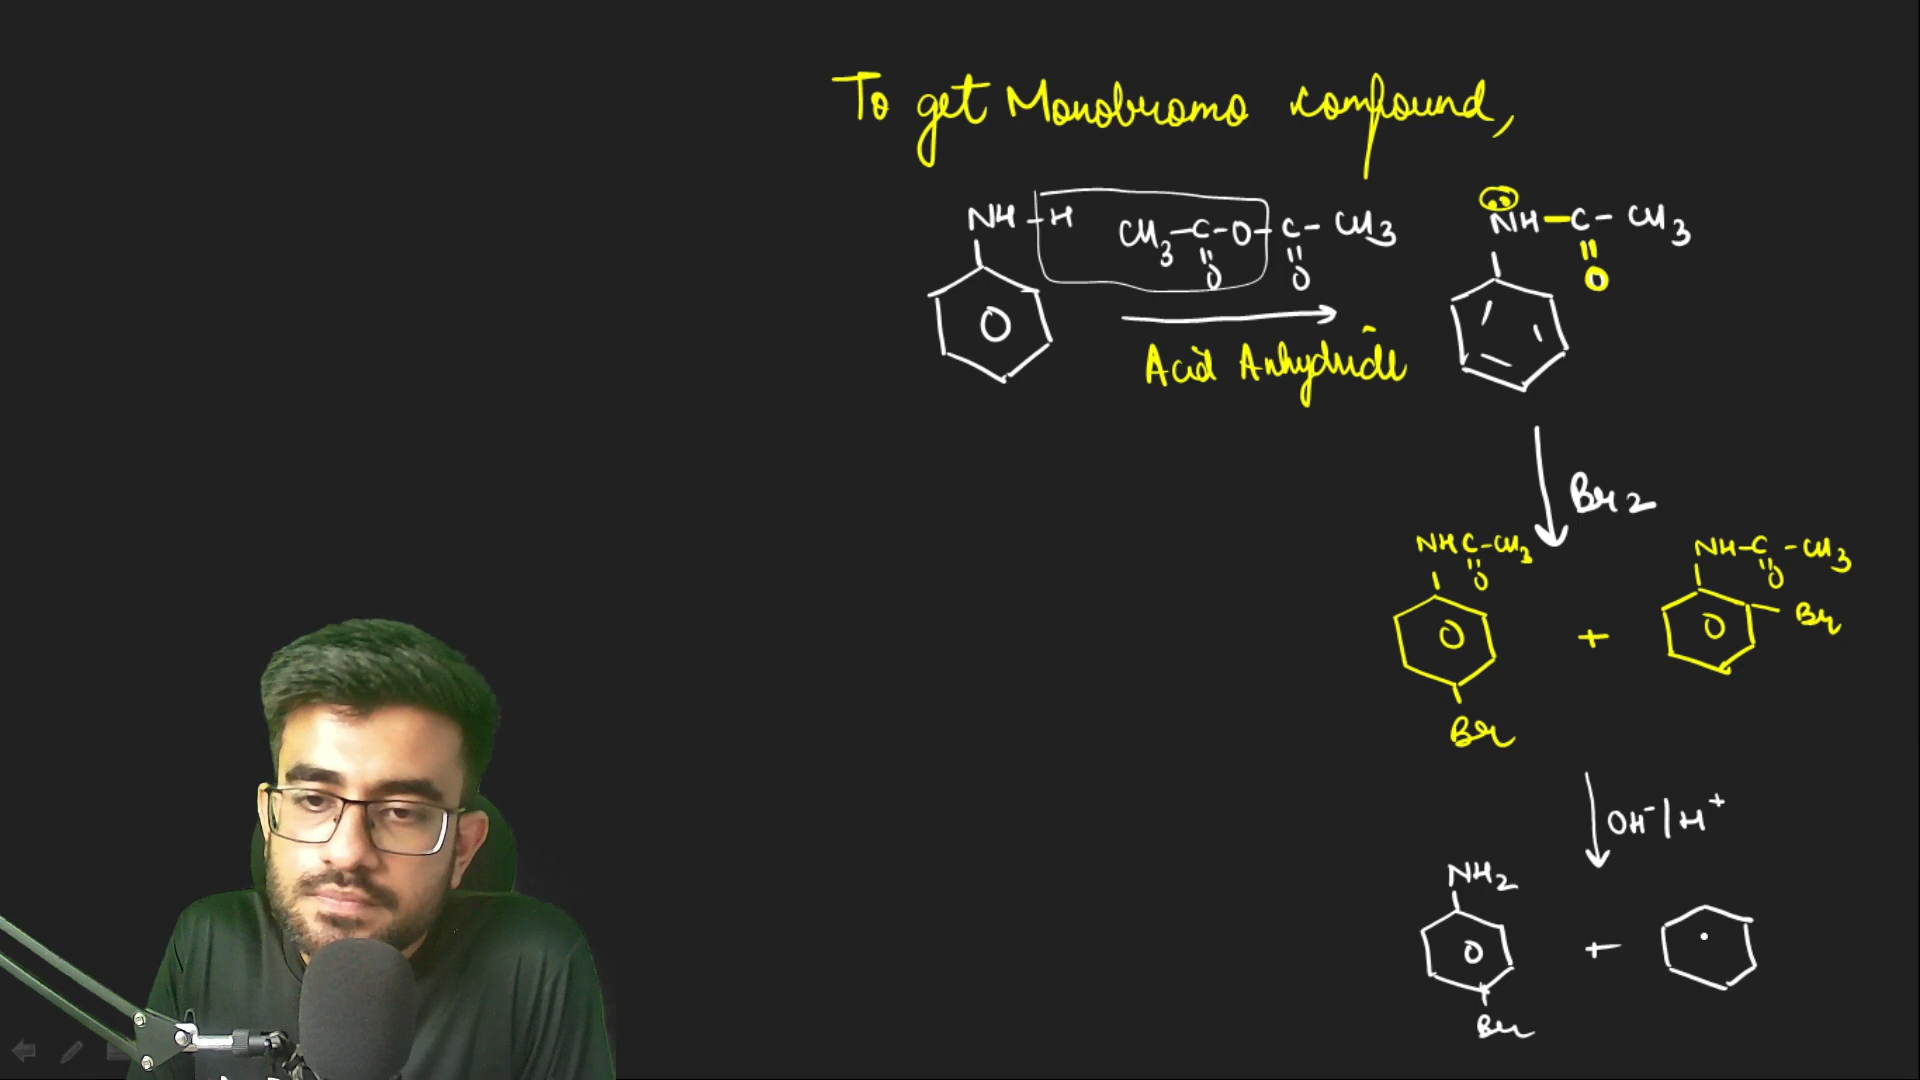 To get Monobromo compound,
NH-H CH3-C-O-C-CH3
O O
O
Acid Anhydride
NH-C-CH3
O
Br2
NHC-CH3
O
O
Br
+
NH-C-CH3
O
O
Br
OH-/H+
NH2
O
Br
+